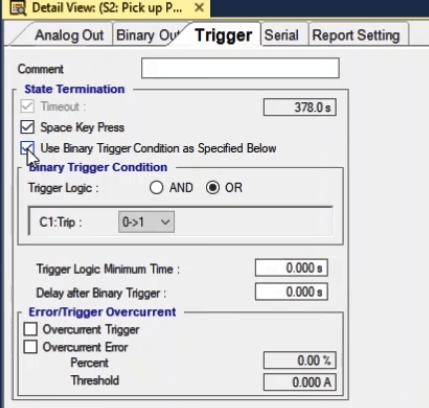 Detail View: (S2: Pick up P...
Analog Out Binary Out Trigger Serial Report Setting
Comment
State Termination
Timeout : 378.0 s
Space Key Press
Use Binary Trigger Condition as Specified Below
Binary Trigger Condition
Trigger Logic : AND OR
C1:Trip : 0->1
Trigger Logic Minimum Time : 0.000 s
Delay after Binary Trigger : 0.000 s
Error/Trigger Overcurrent
Overcurrent Trigger
Overcurrent Error
Percent 0.00 %
Threshold 0.000 A